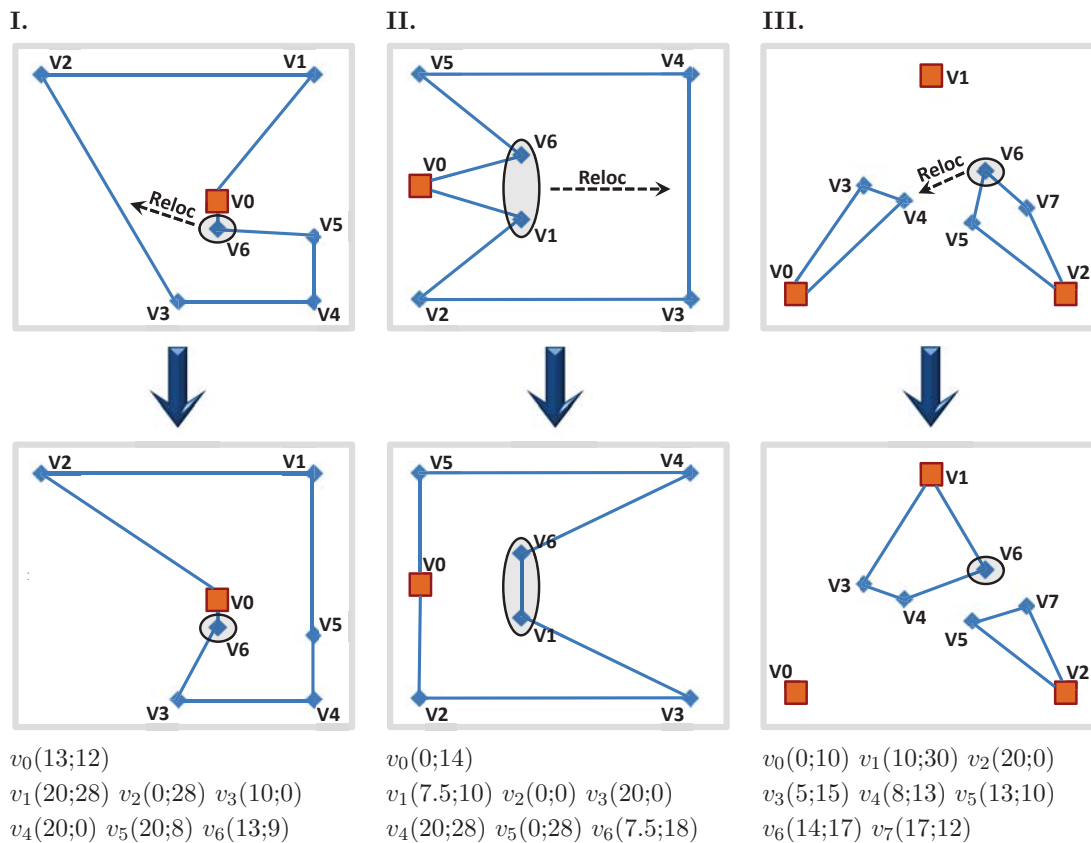 I.
II.
III.
V2
V1
Reloc
V0
V6
V5
V3
V4
V5
V4
V6
V0
Reloc
V1
V2
V3
V1
V6
Reloc
V3
V4
V7
V5
V0
V2
V2
V1
V0
V6
V5
V3
V4
V5
V4
V6
V0
V1
V2
V3
V1
V6
V3
V4
V7
V5
V0
V2
v0(13;12)
v1(20;28) v2(0;28) v3(10;0)
v4(20;0) v5(20;8) v6(13;9)
v0(0;14)
v1(7.5;10) v2(0;0) v3(20;0)
v4(20;28) v5(0;28) v6(7.5;18)
v0(0;10) v1(10;30) v2(20;0)
v3(5;15) v4(8;13) v5(13;10)
v6(14;17) v7(17;12)